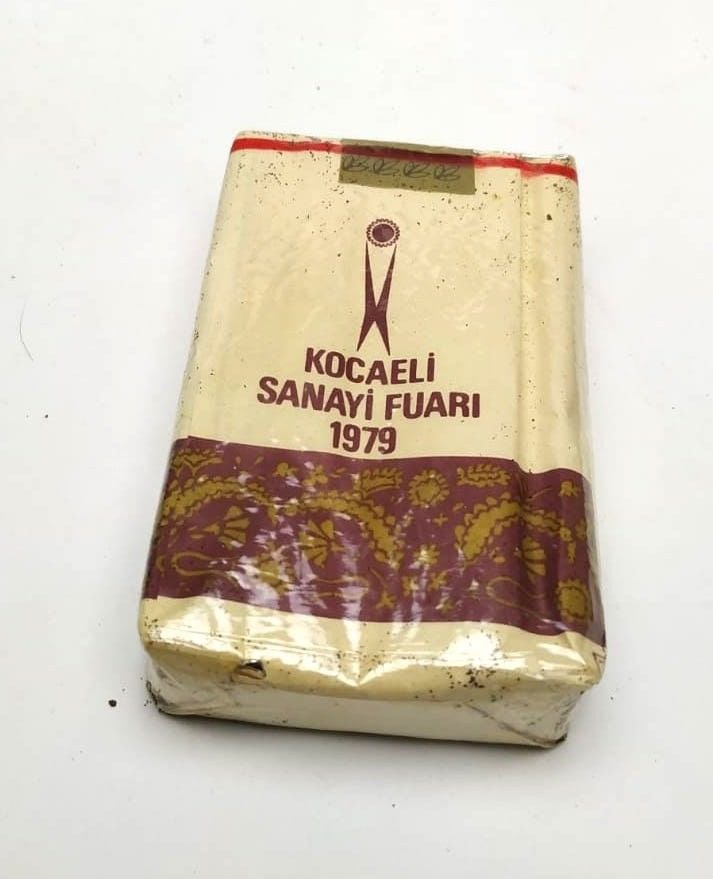 KOCAELİ
SANAYİ FUARI
1979